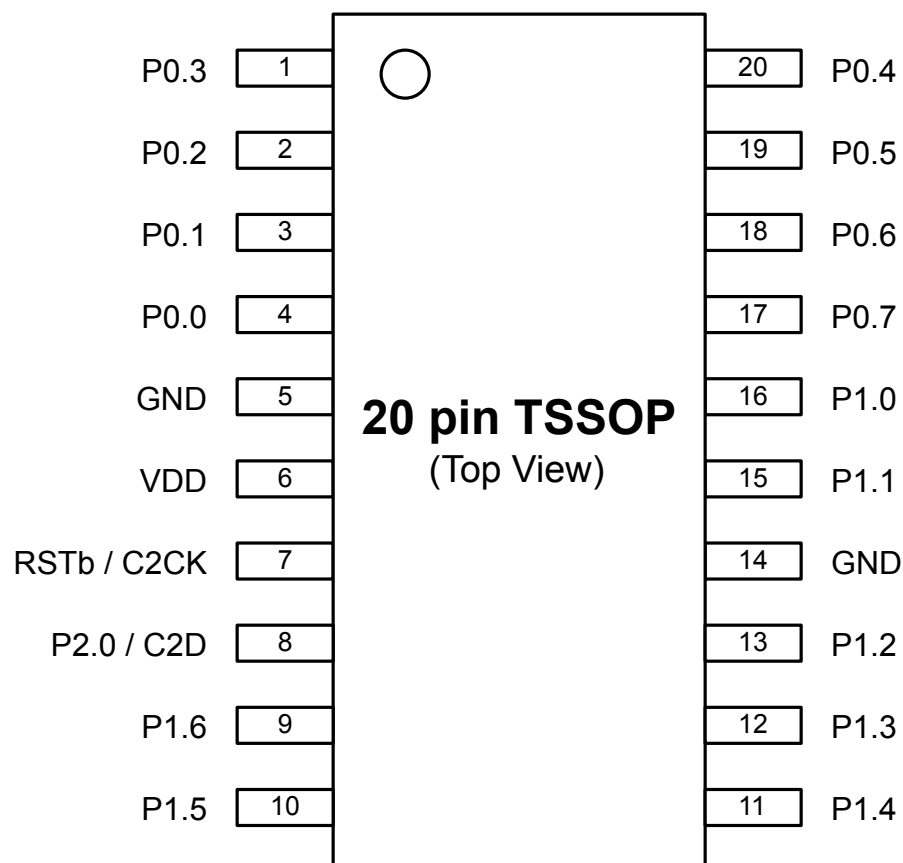 P0.3 1 20 P0.4
P0.2 2 19 P0.5
P0.1 3 18 P0.6
P0.0 4 17 P0.7
GND 5 16 P1.0
20 pin TSSOP
(Top View)
VDD 6 15 P1.1
RSTb / C2CK 7 14 GND
P2.0 / C2D 8 13 P1.2
P1.6 9 12 P1.3
P1.5 10 11 P1.4